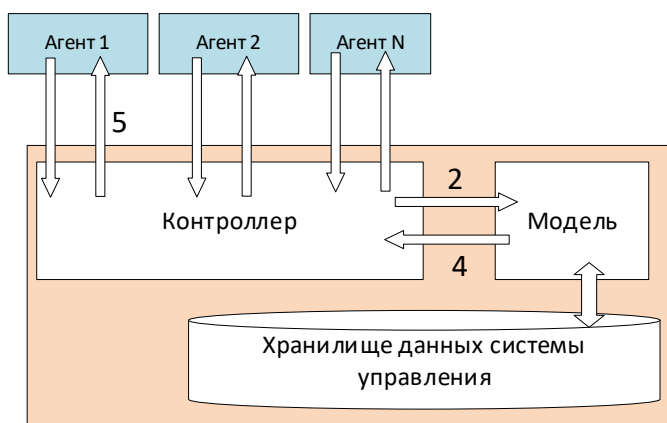 Агент 1
Агент 2
Агент N
5
2
Контроллер
Модель
4
Хранилище данных системы
управления